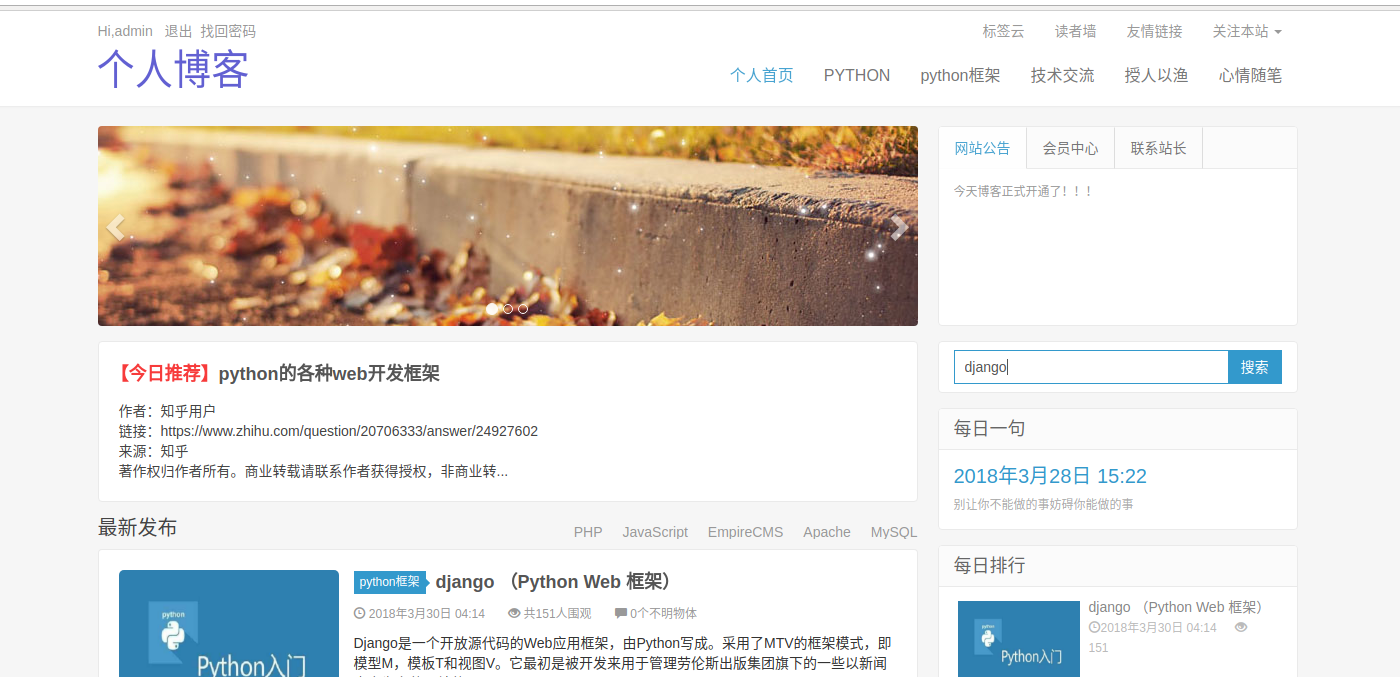 Hi,admin 退出 找回密码
标签云 读者墙 友情链接 关注本站
个人博客
个人首页 PYTHON python框架 技术交流 授人以渔 心情随笔
网站公告 会员中心 联系站长
今天博客正式开通了！！！
【今日推荐】python的各种web开发框架
作者：知乎用户
链接：https://www.zhihu.com/question/20706333/answer/24927602
来源：知乎
著作权归作者所有。商业转载请联系作者获得授权，非商业转...
django 搜索
每日一句
2018年3月28日 15:22
别让你不能做的事妨碍你能做的事
最新发布
PHP JavaScript EmpireCMS Apache MySQL
python
Python入门
python框架 django （Python Web 框架）
2018年3月30日 04:14 共151人围观 0个不明物体
Django是一个开放源代码的Web应用框架，由Python写成。采用了MTV的框架模式，即
模型M，模板T和视图V。它最初是被开发来用于管理劳伦斯出版集团旗下的一些以新闻
每日排行
Python入门
django （Python Web 框架）
2018年3月30日 04:14
151